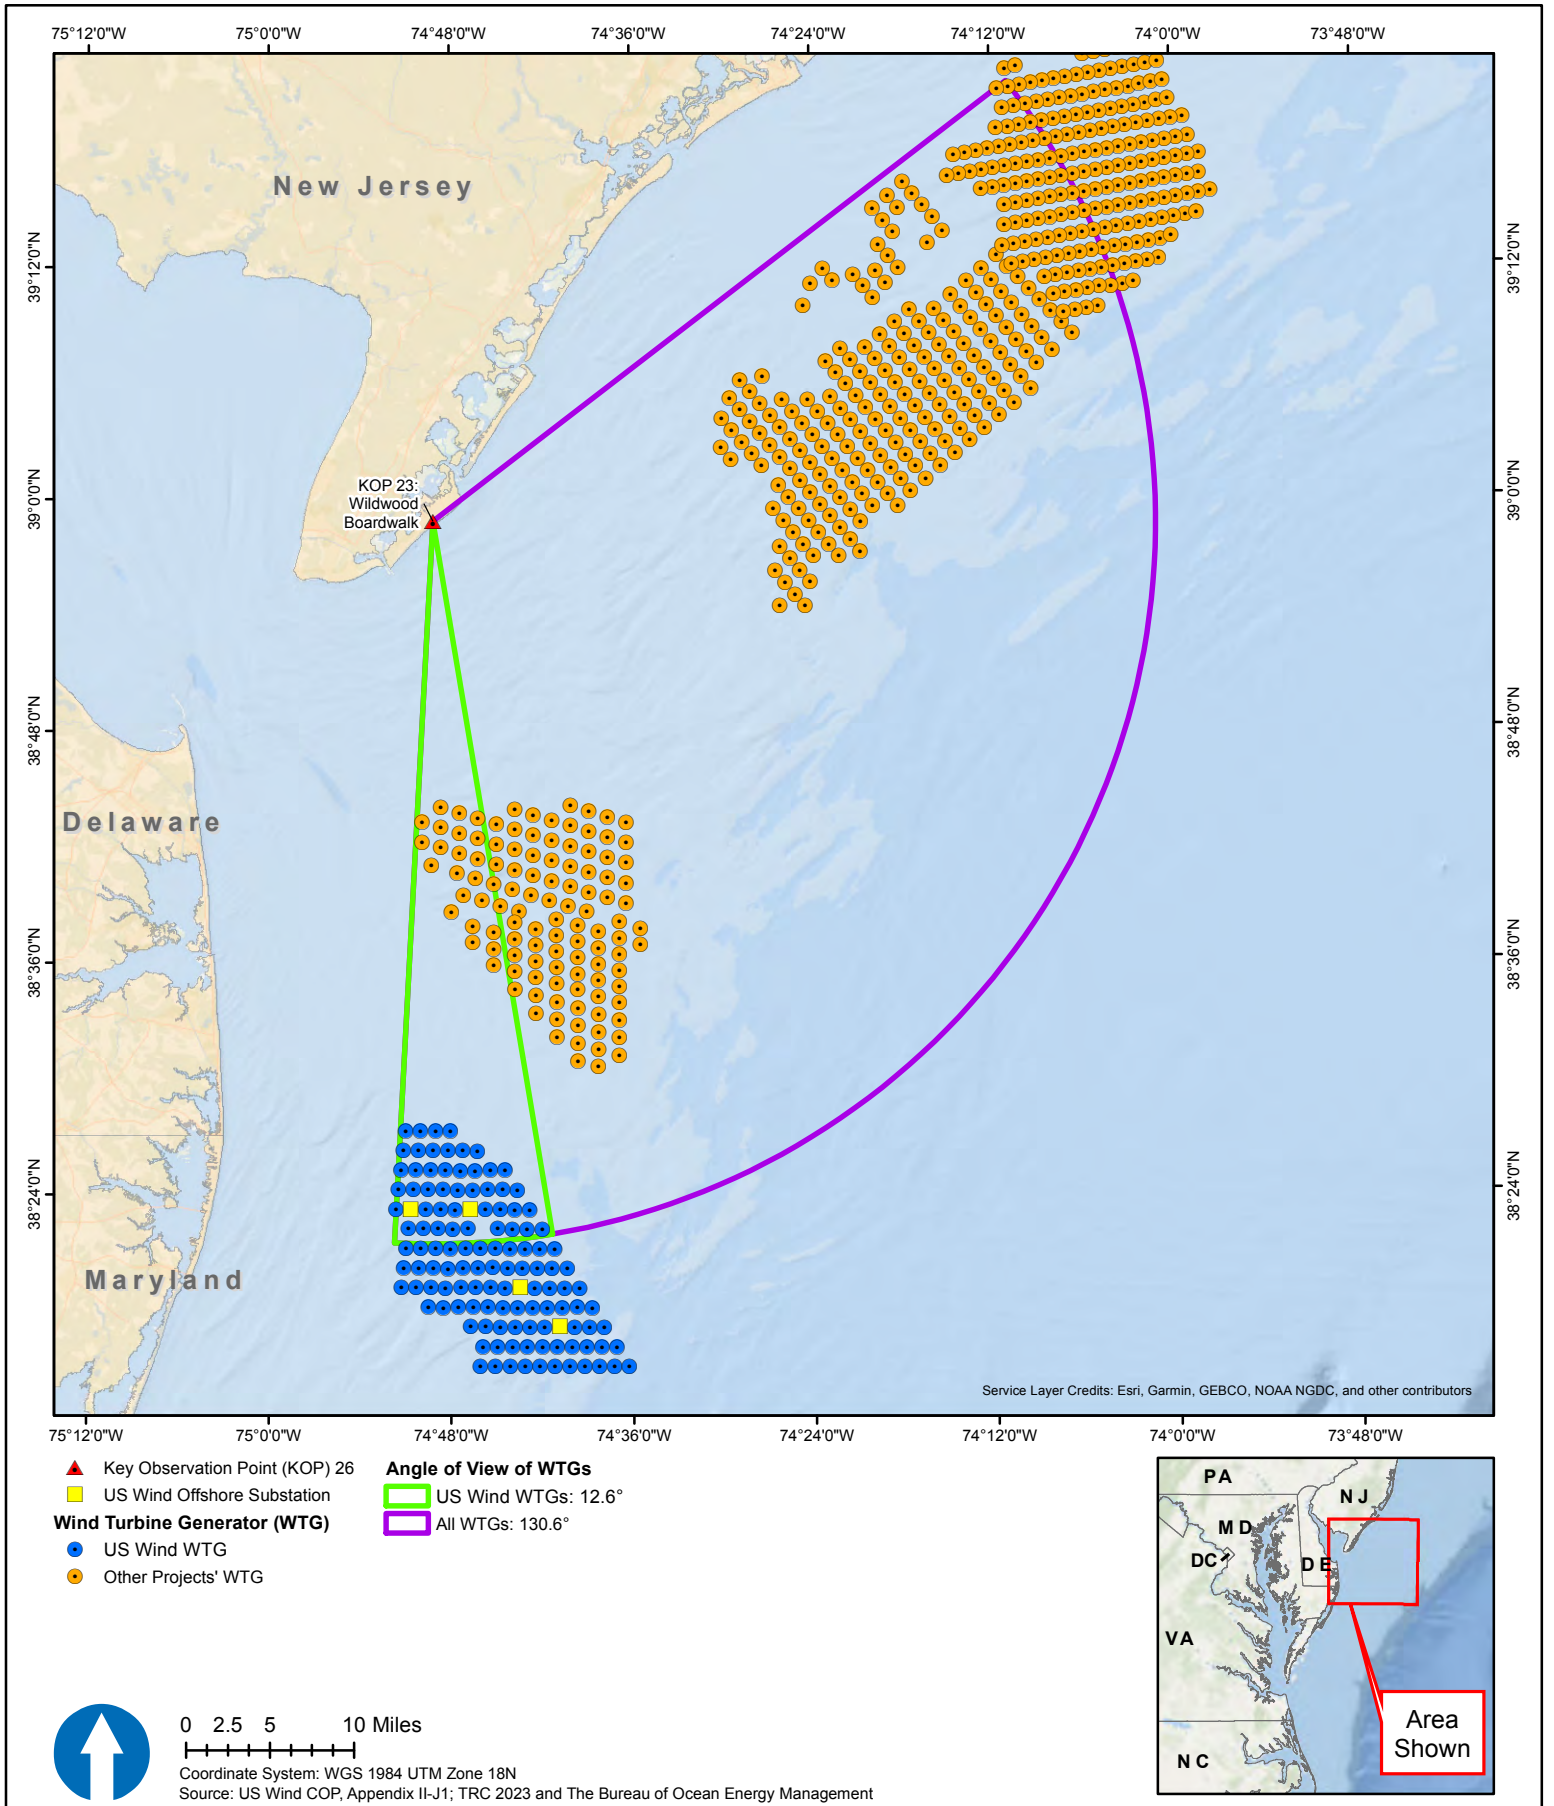 75°12'0"W 75°0'0"W 74°48'0"W 74°36'0"W 74°24'0"W 74°12'0"W 74°0'0"W 73°48'0"W
New Jersey
39°12'0"N 39°12'0"N
KOP 23:
Wildwood
Boardwalk
39°0'0"N 39°0'0"N
38°48'0"N 38°48'0"N
Delaware
38°36'0"N 38°36'0"N
38°24'0"N 38°24'0"N
Maryland
Service Layer Credits: Esri, Garmin, GEBCO, NOAA NGDC, and other contributors
75°12'0"W 75°0'0"W 74°48'0"W 74°36'0"W 74°24'0"W 74°12'0"W 74°0'0"W 73°48'0"W
Key Observation Point (KOP) 26
US Wind Offshore Substation
Wind Turbine Generator (WTG)
US Wind WTG
Other Projects' WTG
Angle of View of WTGs
US Wind WTGs: 12.6°
All WTGs: 130.6°
PA
NJ
MD
DC
DE
VA
NC
Area
Shown
0 2.5 5 10 Miles
Coordinate System: WGS 1984 UTM Zone 18N
Source: US Wind COP, Appendix II-J1; TRC 2023 and The Bureau of Ocean Energy Management